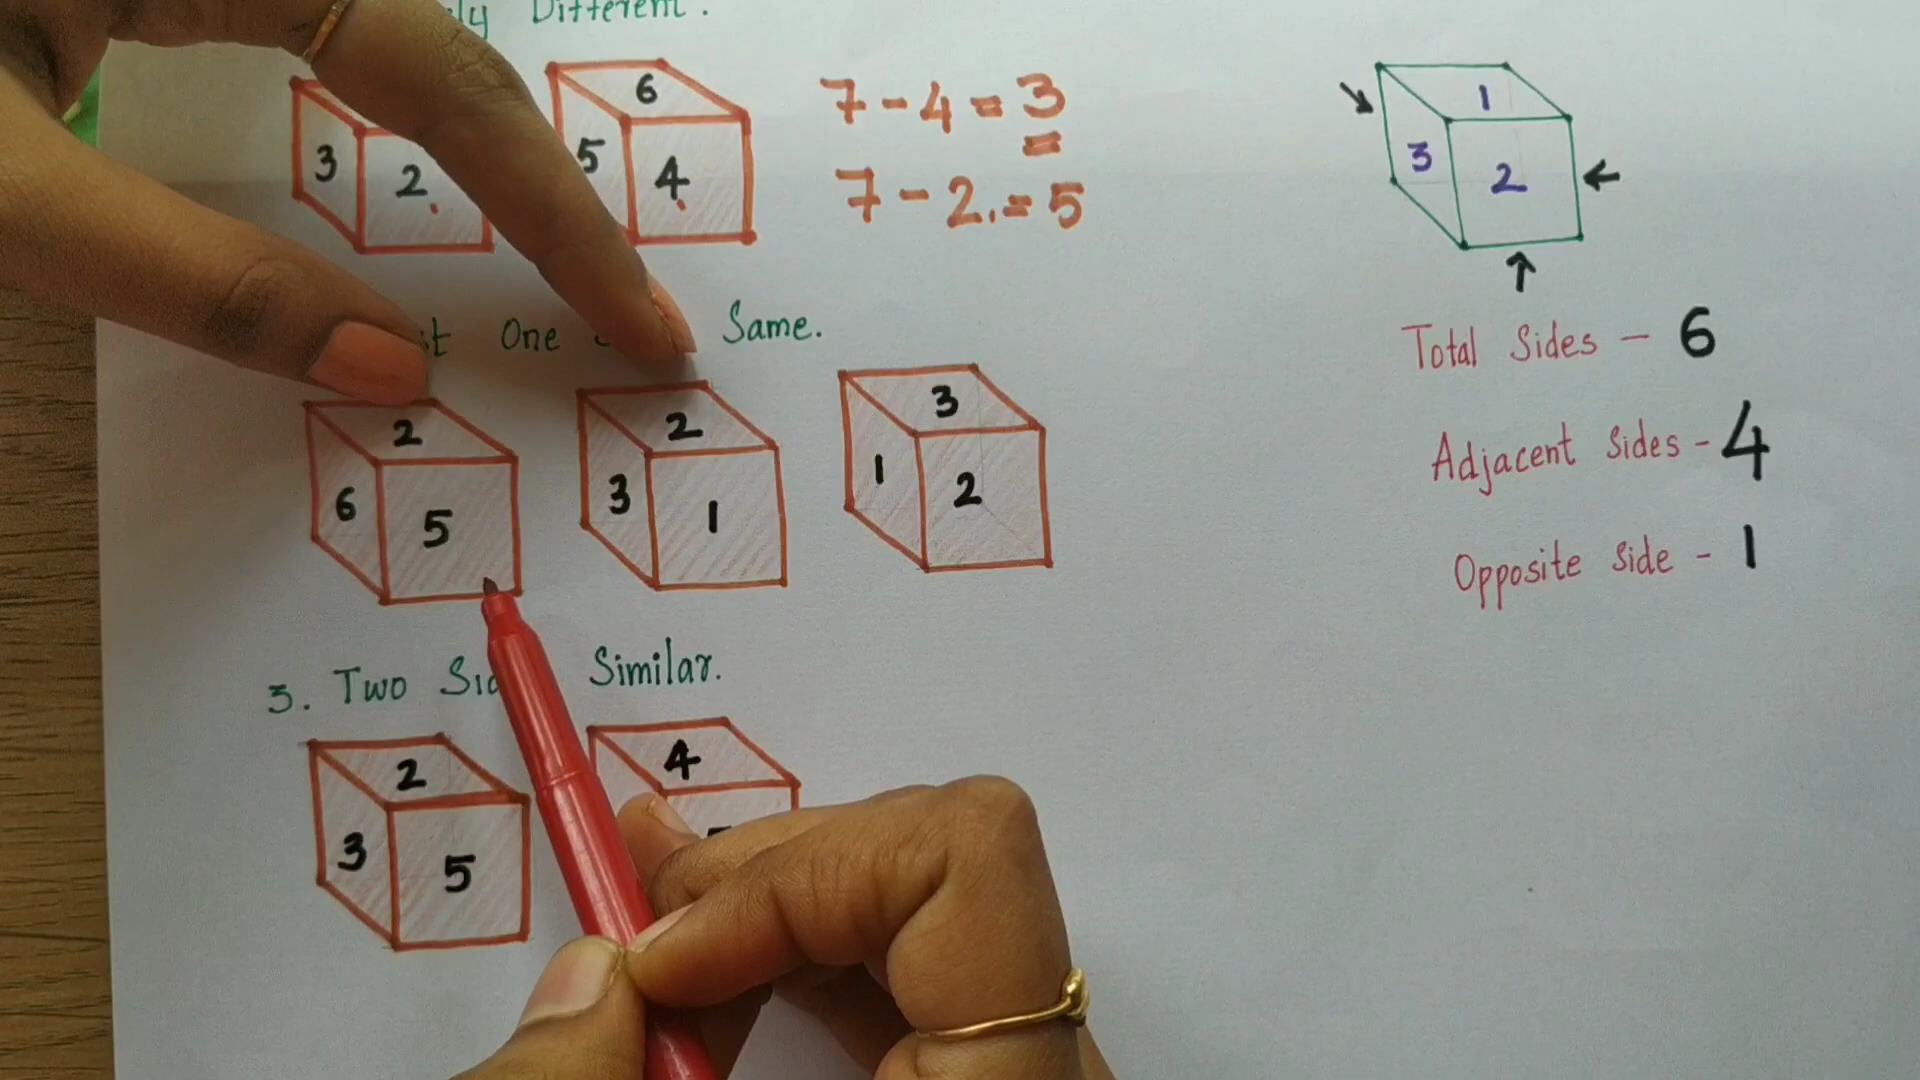 Different.
6
3 2. 5 4
7 - 4 = 3
7 - 2. = 5
1
3 2
One Same.
2 2 3
6 5 3 1 1 2
Total Sides - 6
Adjacent Sides - 4
Opposite Side - 1
3. Two Similar.
2 4
3 5